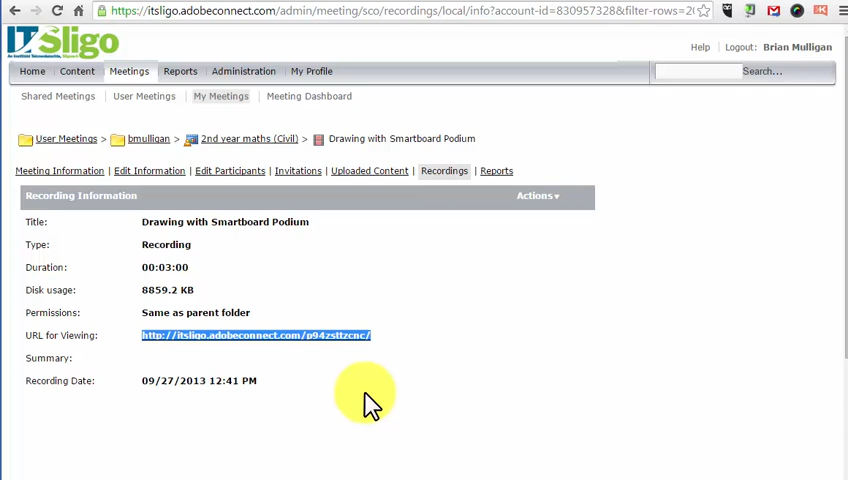 https://itsligo.adobeconnect.com/admin/meeting/sco/recordings/local/info?account-id=830957328&filter-rows=2
ITSligo
Help Logout: Brian Mulligan
Home Content Meetings Reports Administration My Profile Search...
Shared Meetings User Meetings My Meetings Meeting Dashboard
User Meetings > bmulligan > 2nd year maths (Civil) > Drawing with Smartboard Podium
Meeting Information | Edit Information | Edit Participants | Invitations | Uploaded Content | Recordings | Reports
Recording Information Actions
Title: Drawing with Smartboard Podium
Type: Recording
Duration: 00:03:00
Disk usage: 8859.2 KB
Permissions: Same as parent folder
URL for Viewing: http://itsligo.adobeconnect.com/p94zsttzcnc/
Summary:
Recording Date: 09/27/2013 12:41 PM